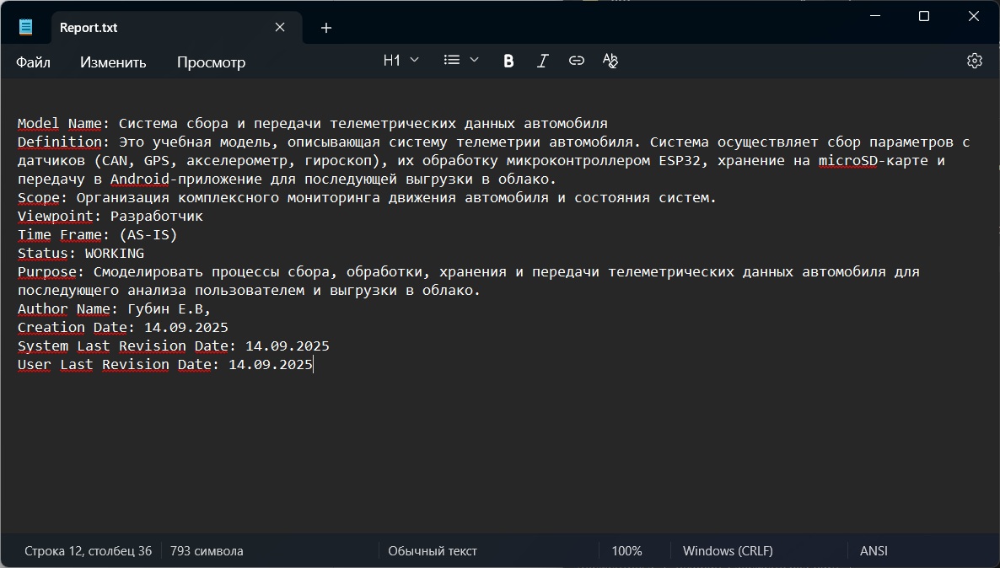 Report.txt
Файл Изменить Просмотр H1 B I
Model Name: Система сбора и передачи телеметрических данных автомобиля
Definition: Это учебная модель, описывающая систему телеметрии автомобиля. Система осуществляет сбор параметров с
датчиков (CAN, GPS, акселерометр, гироскоп), их обработку микроконтроллером ESP32, хранение на microSD-карте и
передачу в Android-приложение для последующей выгрузки в облако.
Scope: Организация комплексного мониторинга движения автомобиля и состояния систем.
Viewpoint: Разработчик
Time Frame: (AS-IS)
Status: WORKING
Purpose: Смоделировать процессы сбора, обработки, хранения и передачи телеметрических данных автомобиля для
последующего анализа пользователем и выгрузки в облако.
Author Name: Губин Е.В,
Creation Date: 14.09.2025
System Last Revision Date: 14.09.2025
User Last Revision Date: 14.09.2025
Строка 12, столбец 36 793 символа Обычный текст 100% Windows (CRLF) ANSI